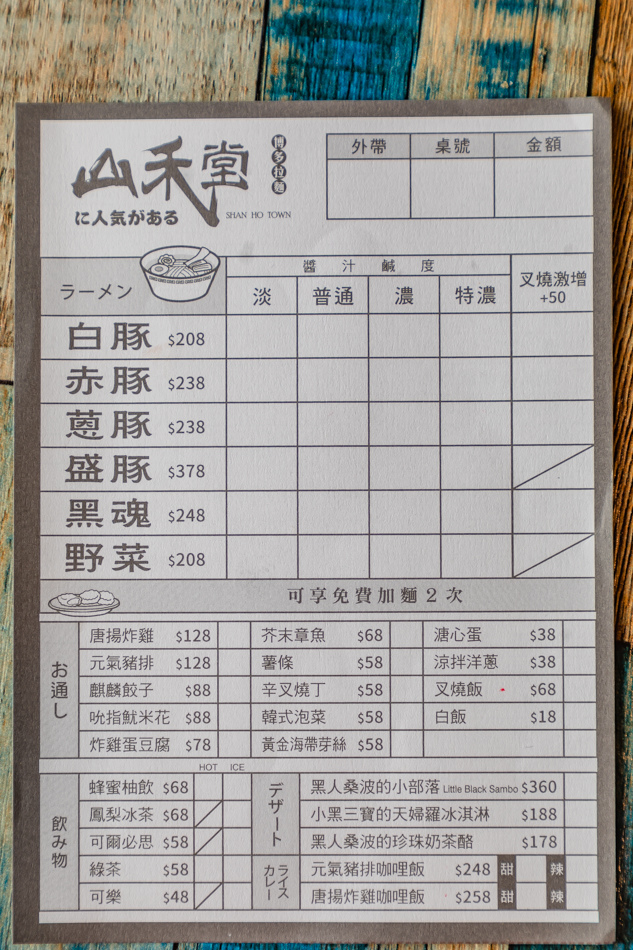 山禾堂
博多拉麵
に人気がある
SHAN HO TOWN
外帶 桌號 金額
ラーメン
醬汁鹹度
淡 普通 濃 特濃
叉燒激增
+50
白豚 $208
赤豚 $238
蔥豚 $238
盛豚 $378
黑魂 $248
野菜 $208
可享免費加麵2次
お通し
唐揚炸雞 $128 芥末章魚 $68 溏心蛋 $38
元氣豬排 $128 薯條 $58 涼拌洋蔥 $38
麒麟餃子 $88 辛叉燒丁 $58 叉燒飯 $68
吮指魷米花 $88 韓式泡菜 $58 白飯 $18
炸雞蛋豆腐 $78 黃金海帶芽絲 $58
HOT ICE
飲み物
蜂蜜柚飲 $68
鳳梨冰茶 $68
可爾必思 $58
綠茶 $58
可樂 $48
デザート
黑人桑波的小部落 Little Black Sambo $360
小黑三寶的天婦羅冰淇淋 $188
黑人桑波的珍珠奶茶酪 $178
カレーライス
元氣豬排咖哩飯 $248 甜 辣
唐揚炸雞咖哩飯 $258 甜 辣